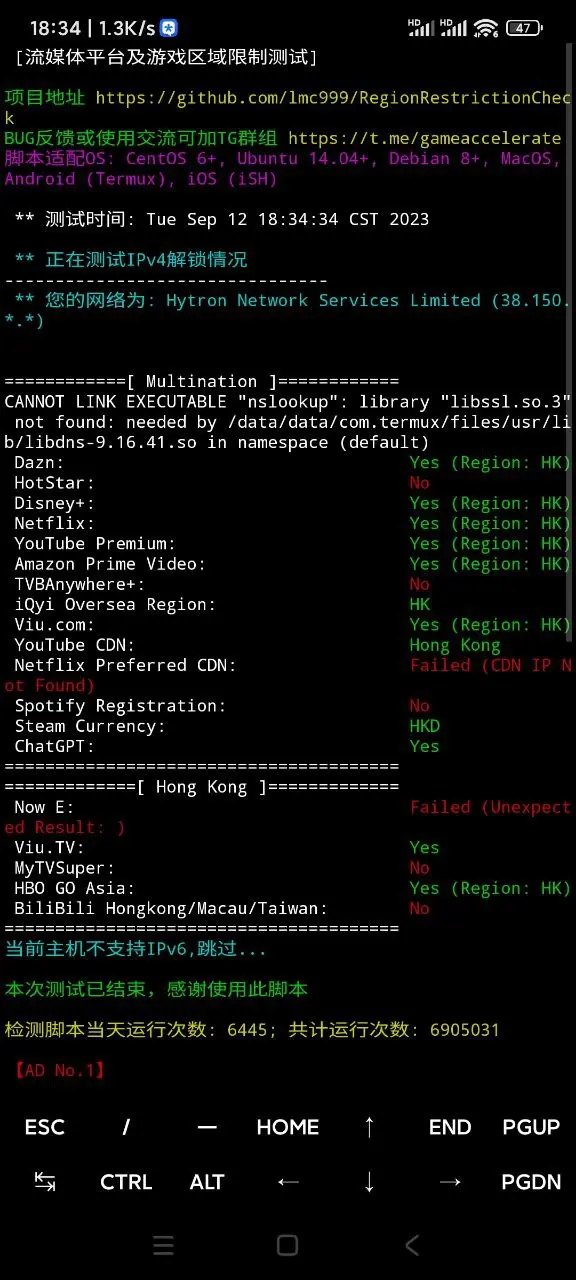 18:34 | 1.3K/s HD HD 6 47
[流媒体平台及游戏区域限制测试]
项目地址 https://github.com/lmc999/RegionRestrictionChec
k
BUG反馈或使用交流可加TG群组 https://t.me/gameaccelerate
脚本适配OS: CentOS 6+, Ubuntu 14.04+, Debian 8+, MacOS,
Android (Termux), iOS (iSH)
** 测试时间: Tue Sep 12 18:34:34 CST 2023
** 正在测试IPv4解锁情况
--------------------------------
** 您的网络为: Hytron Network Services Limited (38.150.
*.*)
============[ Multination ]============
CANNOT LINK EXECUTABLE "nslookup": library "libssl.so.3"
not found: needed by /data/data/com.termux/files/usr/li
b/libdns-9.16.41.so in namespace (default)
Dazn: Yes (Region: HK)
HotStar: No
Disney+: Yes (Region: HK)
Netflix: Yes (Region: HK)
YouTube Premium: Yes (Region: HK)
Amazon Prime Video: Yes (Region: HK)
TVBAnywhere+: No
iQyi Oversea Region: HK
Viu.com: Yes (Region: HK)
YouTube CDN: Hong Kong
Netflix Preferred CDN: Failed (CDN IP N
ot Found)
Spotify Registration: No
Steam Currency: HKD
ChatGPT: Yes
=======================================
=============[ Hong Kong ]=============
Now E: Failed (Unexpect
ed Result: )
Viu.TV: Yes
MyTVSuper: No
HBO GO Asia: Yes (Region: HK)
BiliBili Hongkong/Macau/Taiwan: No
=======================================
当前主机不支持IPv6,跳过...
本次测试已结束，感谢使用此脚本
检测脚本当天运行次数: 6445; 共计运行次数: 6905031
【AD No.1】
ESC / — HOME ↑ END PGUP
↹ CTRL ALT ← ↓ → PGDN